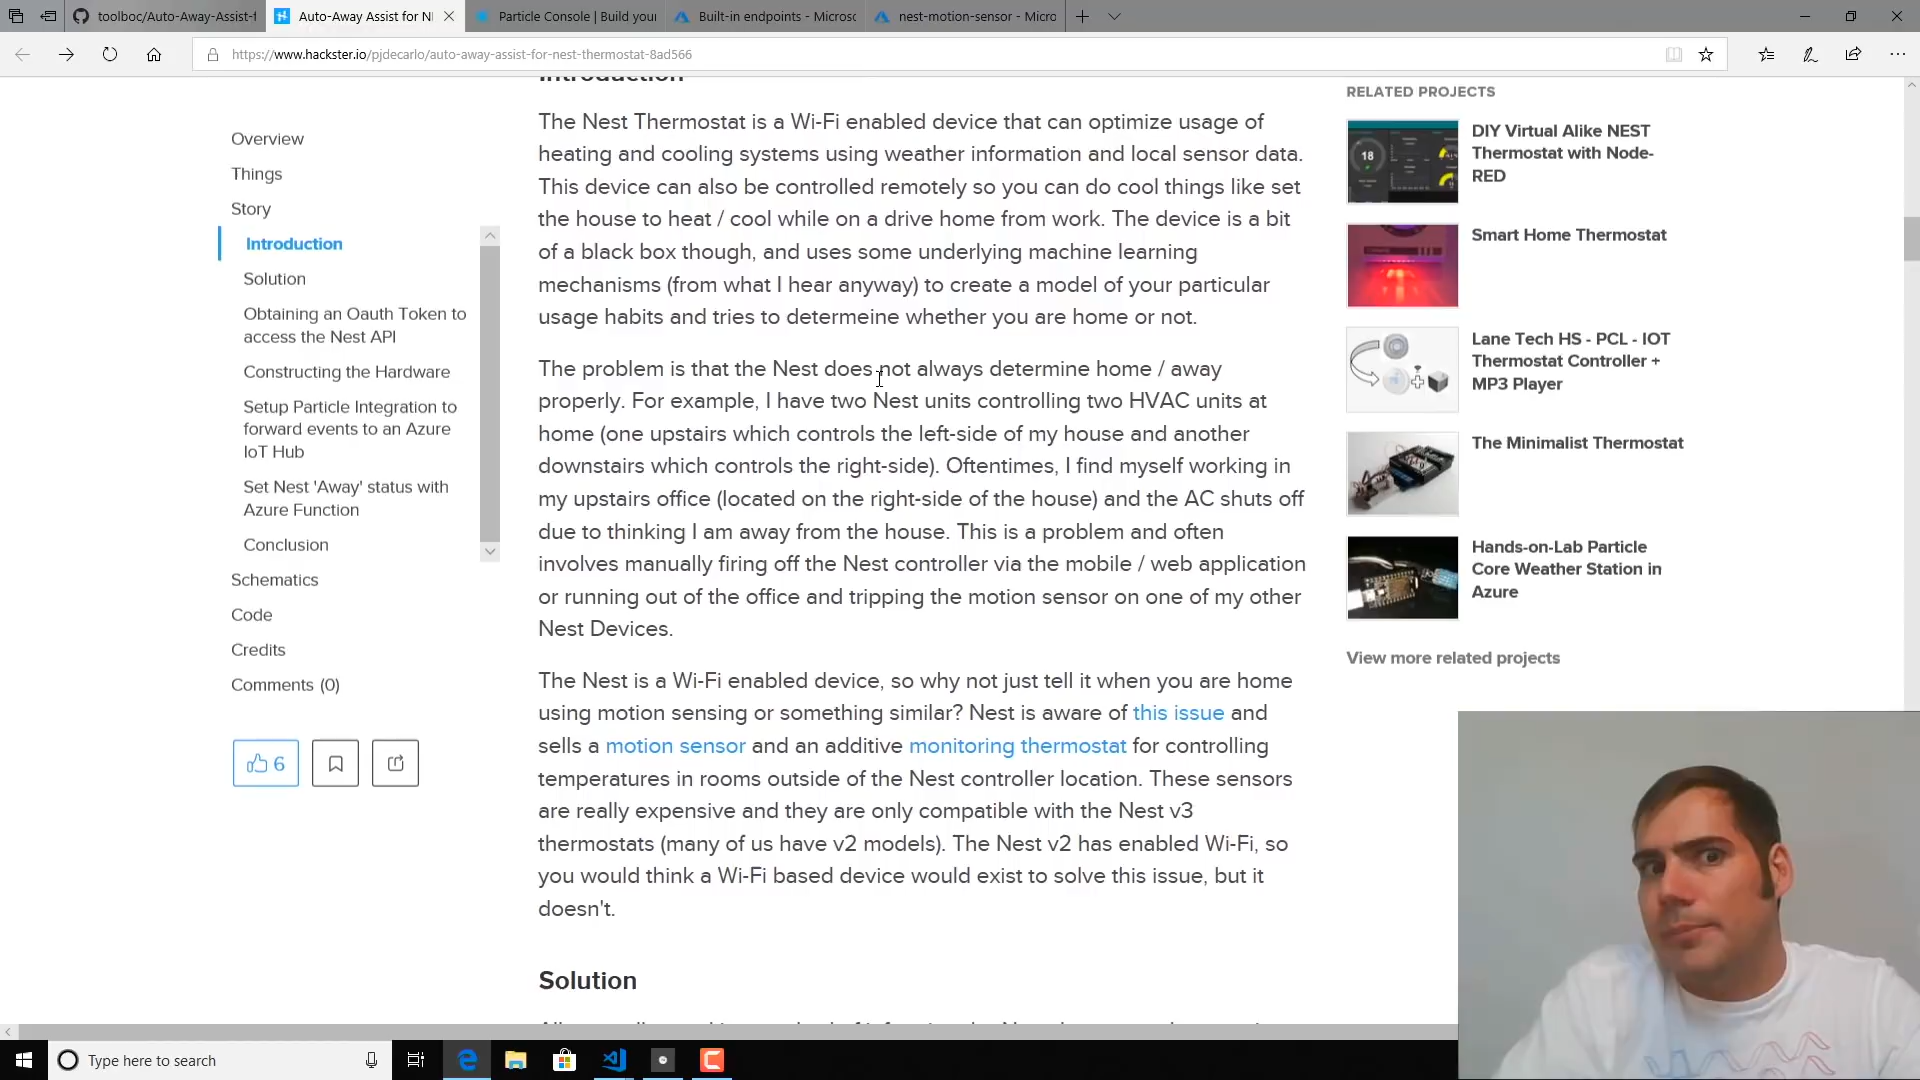 toolboc/Auto-Away-Assist-f
Auto-Away Assist for NI
Particle Console | Build your
Built-in endpoints - Microso
nest-motion-sensor - Micro
https://www.hackster.io/pjdecarlo/auto-away-assist-for-nest-thermostat-8ad566
Overview
Things
Story
Introduction
Solution
Obtaining an Oauth Token to
access the Nest API
Constructing the Hardware
Setup Particle Integration to
forward events to an Azure
IoT Hub
Set Nest 'Away' status with
Azure Function
Conclusion
Schematics
Code
Credits
Comments (0)
6
Introduction
The Nest Thermostat is a Wi-Fi enabled device that can optimize usage of
heating and cooling systems using weather information and local sensor data.
This device can also be controlled remotely so you can do cool things like set
the house to heat / cool while on a drive home from work. The device is a bit
of a black box though, and uses some underlying machine learning
mechanisms (from what I hear anyway) to create a model of your particular
usage habits and tries to determeine whether you are home or not.
The problem is that the Nest does not always determine home / away
properly. For example, I have two Nest units controlling two HVAC units at
home (one upstairs which controls the left-side of my house and another
downstairs which controls the right-side). Oftentimes, I find myself working in
my upstairs office (located on the right-side of the house) and the AC shuts off
due to thinking I am away from the house. This is a problem and often
involves manually firing off the Nest controller via the mobile / web application
or running out of the office and tripping the motion sensor on one of my other
Nest Devices.
The Nest is a Wi-Fi enabled device, so why not just tell it when you are home
using motion sensing or something similar? Nest is aware of this issue and
sells a motion sensor and an additive monitoring thermostat for controlling
temperatures in rooms outside of the Nest controller location. These sensors
are really expensive and they are only compatible with the Nest v3
thermostats (many of us have v2 models). The Nest v2 has enabled Wi-Fi, so
you would think a Wi-Fi based device would exist to solve this issue, but it
doesn't.
Solution
RELATED PROJECTS
18
DIY Virtual Alike NEST
Thermostat with Node-
RED
Smart Home Thermostat
Lane Tech HS - PCL - IOT
Thermostat Controller +
MP3 Player
The Minimalist Thermostat
Hands-on-Lab Particle
Core Weather Station in
Azure
View more related projects
Type here to search